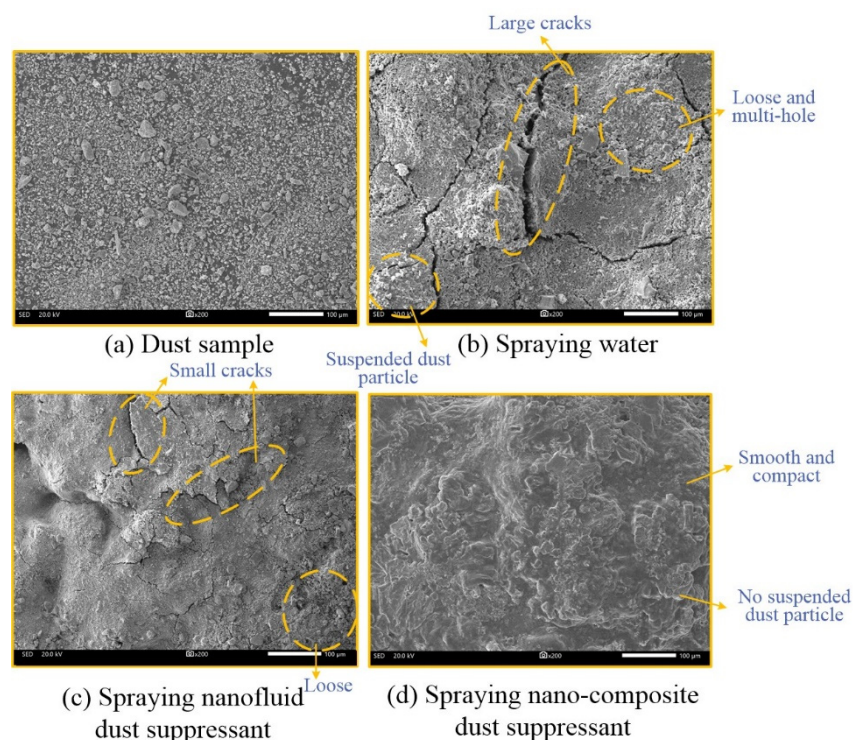 Large cracks
Loose and
multi-hole
SED 20.0 kV x200 100 µm
SED 20.0 kV x200 100 µm
(a) Dust sample
Suspended dust
particle
(b) Spraying water
Small cracks
Smooth and
compact
No suspended
dust particle
SED 20.0 kV x200 100 µm
SED 20.0 kV x200 100 µm
Loose
(c) Spraying nanofluid
dust suppressant
(d) Spraying nano-composite
dust suppressant